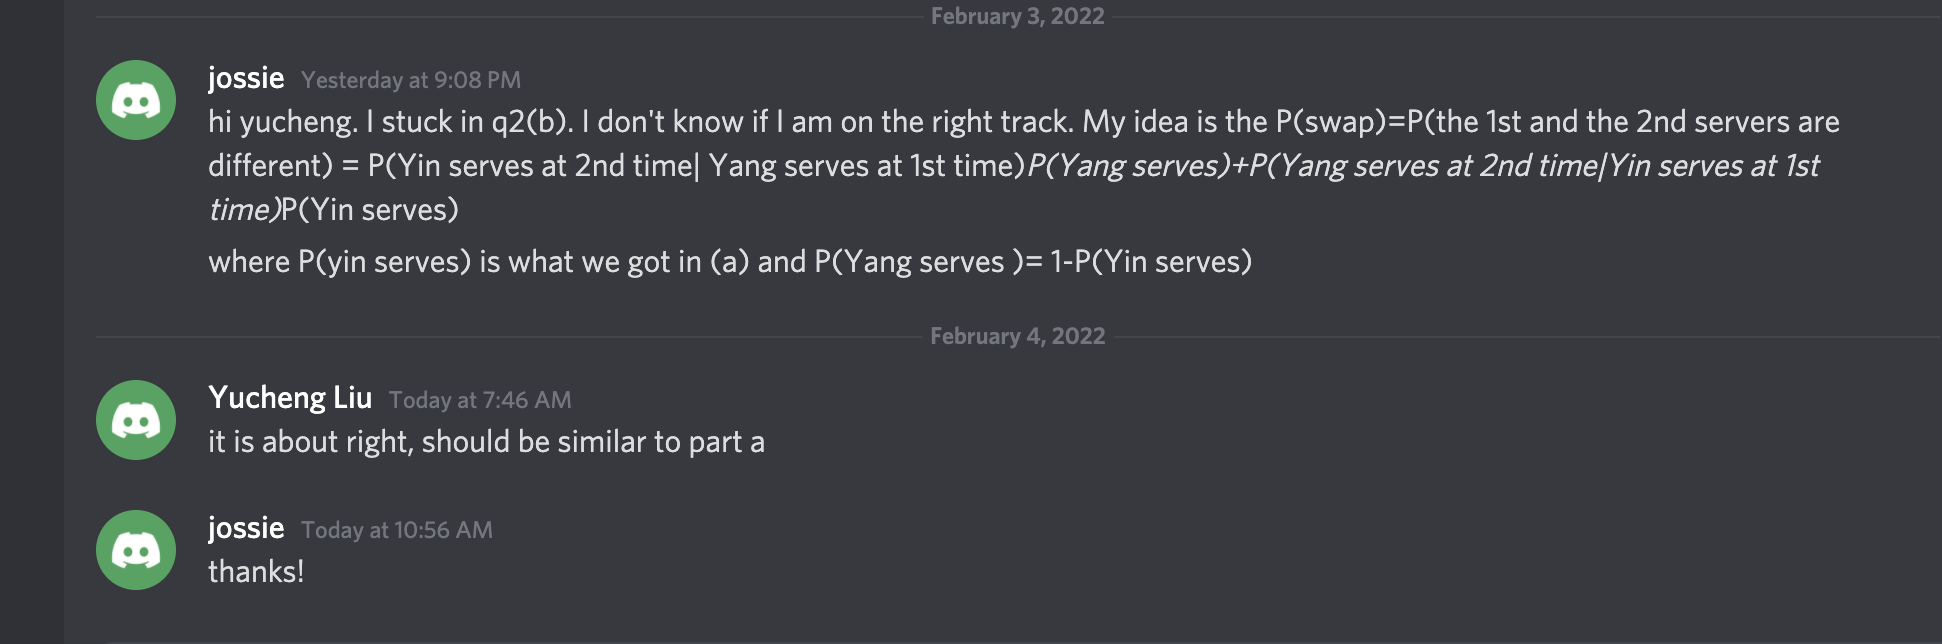 February 3, 2022
jossie Yesterday at 9:08 PM
hi yucheng. I stuck in q2(b). I don't know if I am on the right track. My idea is the P(swap)=P(the 1st and the 2nd servers are
different) = P(Yin serves at 2nd time| Yang serves at 1st time)P(Yang serves)+P(Yang serves at 2nd time|Yin serves at 1st
time)P(Yin serves)
where P(yin serves) is what we got in (a) and P(Yang serves )= 1-P(Yin serves)
February 4, 2022
Yucheng Liu Today at 7:46 AM
it is about right, should be similar to part a
jossie Today at 10:56 AM
thanks!